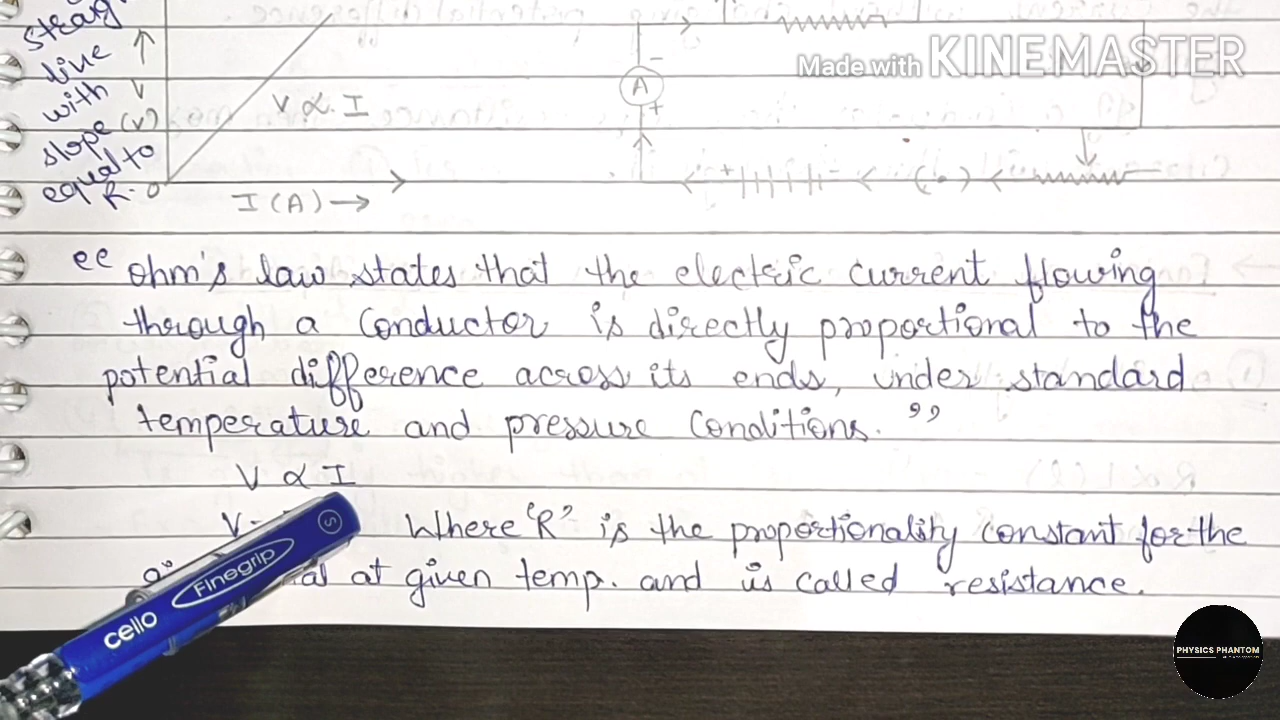 straight
line
with
slope
equal to
R.
V
(V)
V ∝ I
O
I (A) →
A
−
+
+
−
(•)
Made with KINEMASTER
“ ohm's law states that the electric current flowing
through a conductor is directly proportional to the
potential difference across its ends, under standard
temperature and pressure conditions. ”
V ∝ I
V= Where 'R' is the proportionality constant for the
at given temp. and is called resistance.
cello Finegrip S
PHYSICS PHANTOM